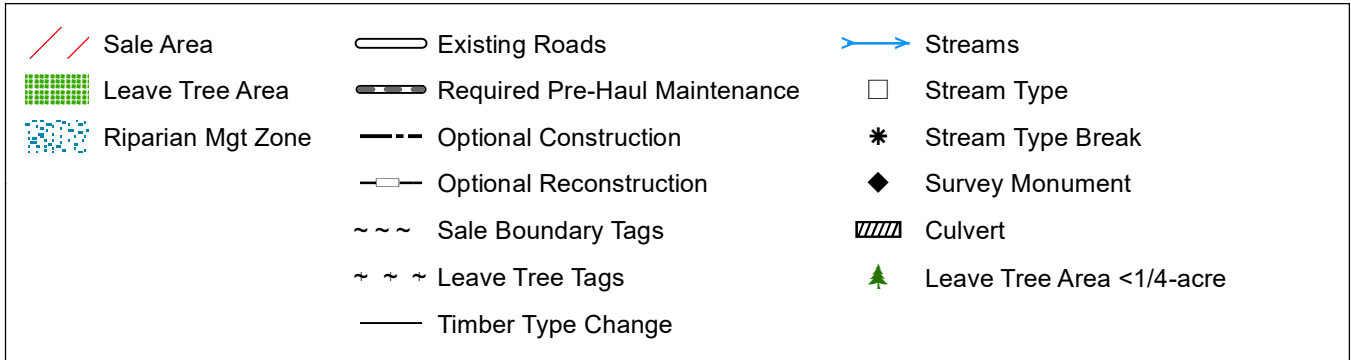 Sale Area
Leave Tree Area
Riparian Mgt Zone
Existing Roads
Required Pre-Haul Maintenance
Optional Construction
Optional Reconstruction
Sale Boundary Tags
Leave Tree Tags
Timber Type Change
Streams
Stream Type
Stream Type Break
Survey Monument
Culvert
Leave Tree Area <1/4-acre